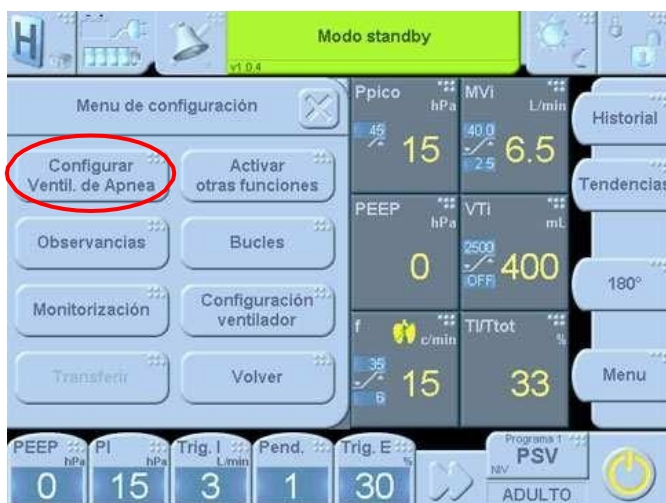 H
Modo standby
v1.0.4
Menu de configuración
Configurar
Ventil. de Apnea
Activar
otras funciones
Observancias
Bucles
Monitorización
Configuración
ventilador
Transferir
Volver
Ppico
hPa
45
15
MVi
L/min
40.0
2.5
6.5
PEEP
hPa
0
VTI
mL
2500
OFF
400
f
c/min
35
6
15
TI/Ttot
%
33
Historial
Tendencias
180°
Menu
PEEP
hPa
0
PI
hPa
15
Trig. I
L/min
3
Pend.
1
Trig. E
%
30
Programa 1
PSV
NIV
ADULTO